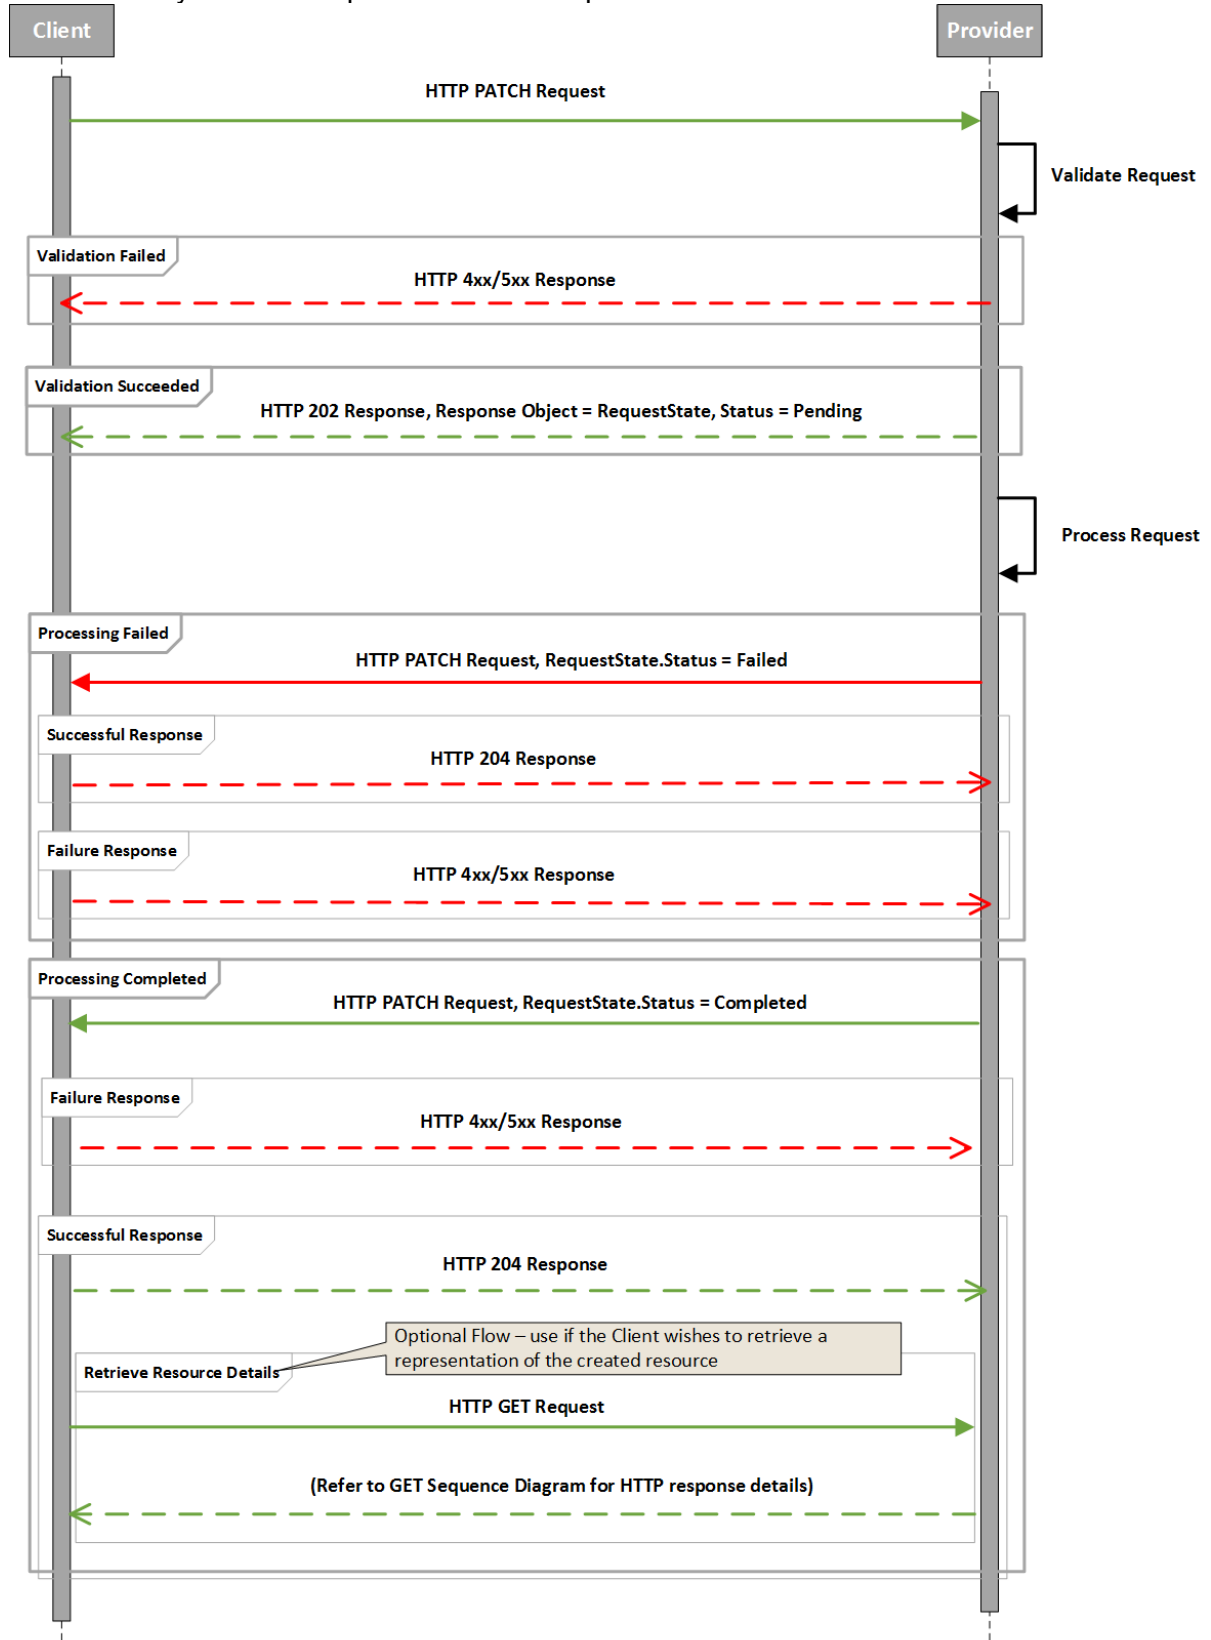 Client
Provider
HTTP PATCH Request
Validate Request
Validation Failed
HTTP 4xx/5xx Response
Validation Succeeded
HTTP 202 Response, Response Object = RequestState, Status = Pending
Process Request
Processing Failed
HTTP PATCH Request, RequestState.Status = Failed
Successful Response
HTTP 204 Response
Failure Response
HTTP 4xx/5xx Response
Processing Completed
HTTP PATCH Request, RequestState.Status = Completed
Failure Response
HTTP 4xx/5xx Response
Successful Response
HTTP 204 Response
Optional Flow – use if the Client wishes to retrieve a
representation of the created resource
Retrieve Resource Details
HTTP GET Request
(Refer to GET Sequence Diagram for HTTP response details)